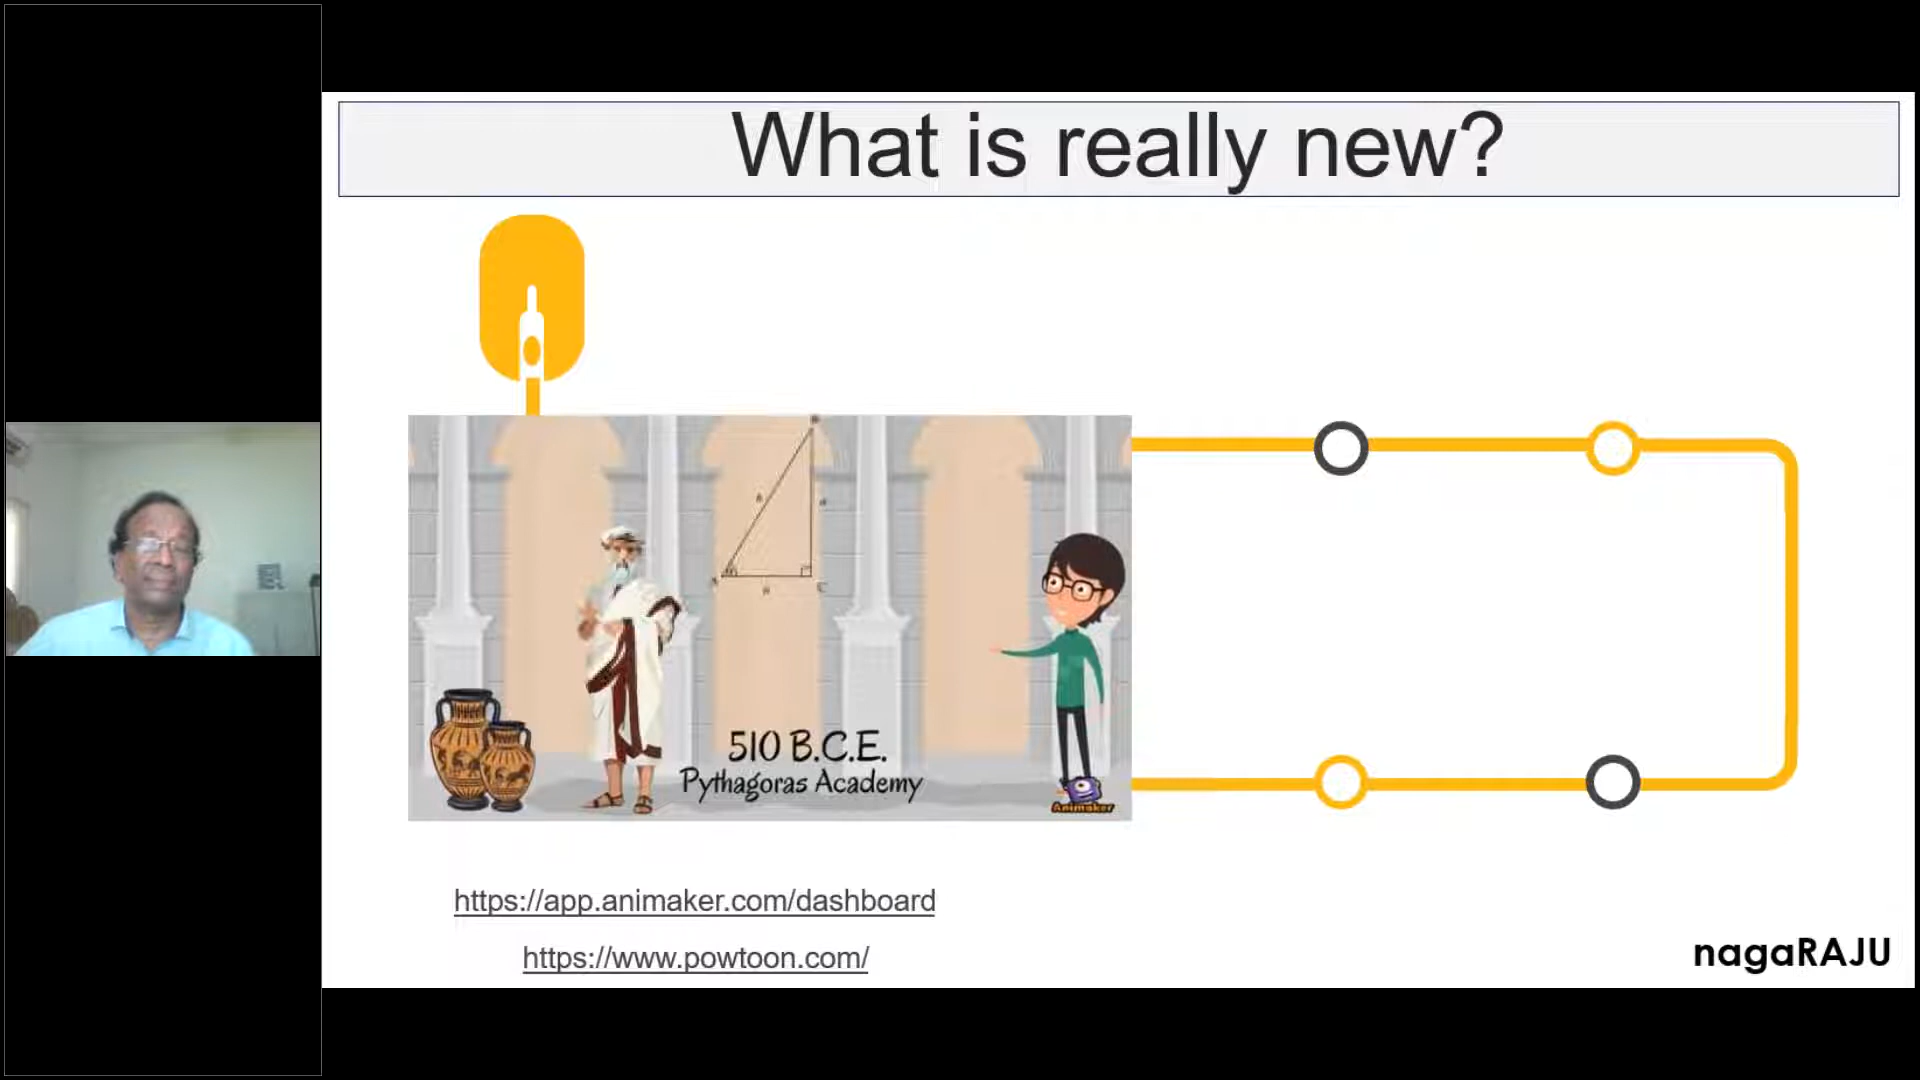 What is really new?
510 B.C.E.
Pythagoras Academy
Animaker
https://app.animaker.com/dashboard
https://www.powtoon.com/
nagaRAJU